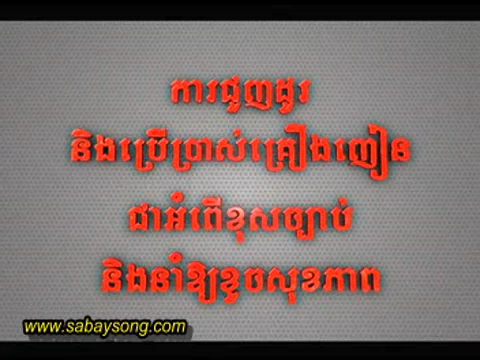 ការជួញដូរ
និងប្រើប្រាស់គ្រឿងញៀន
ជាអំពើខុសច្បាប់
និងនាំឱ្យខូចសុខភាព
www.sabaysong.com